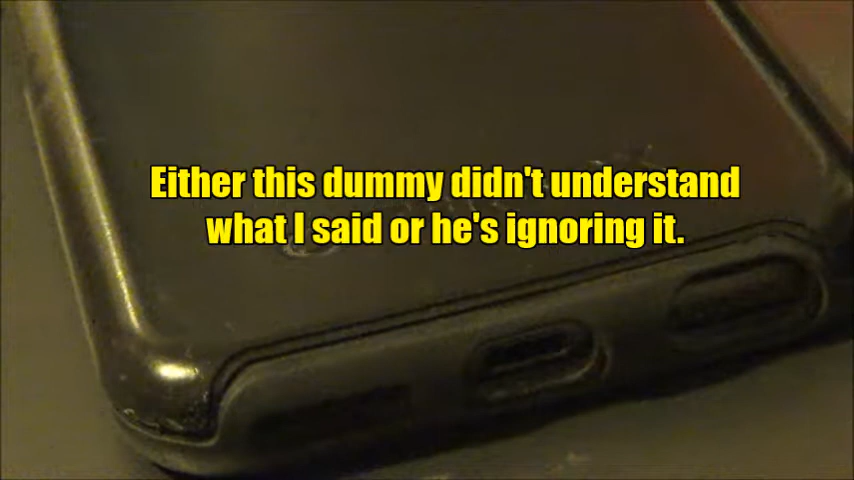 Either this dummy didn't understand
what I said or he's ignoring it.